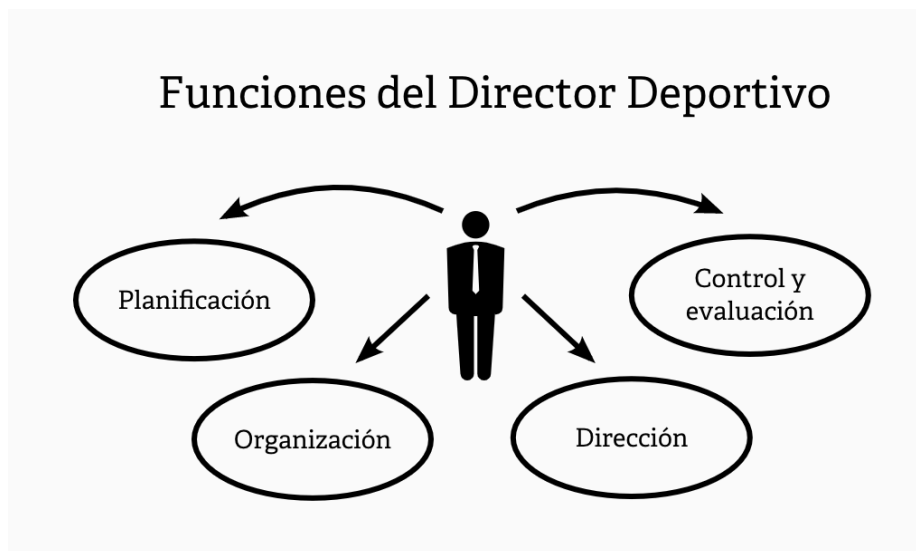 Funciones del Director Deportivo
Planificación
Organización
Dirección
Control y
evaluación